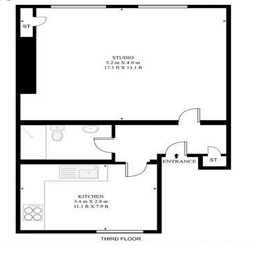 ST
STUDIO
5.2 M X 4.0 M
17.1 FT X 13.1 FT
ENTRANCE
ST
KITCHEN
3.4 M X 2.4 M
11.1 FT X 7.9 FT
THIRD FLOOR